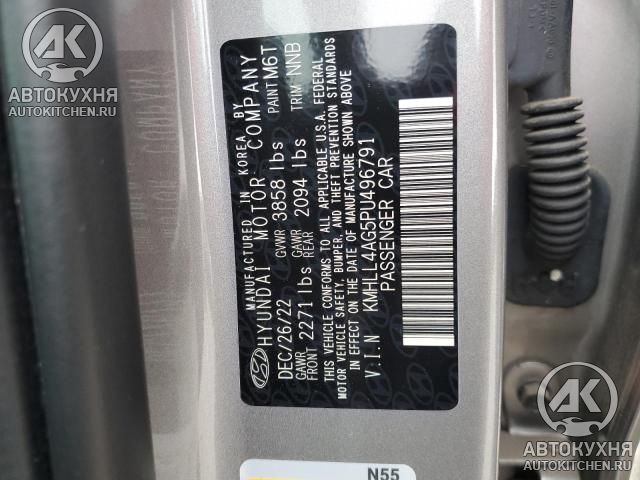 АВТОКУХНЯ
AUTOKITCHEN.RU
MANUFACTURED IN KOREA BY
HYUNDAI MOTOR COMPANY
DEC/26/22 GVWR 3858 lbs PAINT M6T
GAWR FRONT 2271 lbs GAWR REAR 2094 lbs TRIM NNB
THIS VEHICLE CONFORMS TO ALL APPLICABLE U.S.A. FEDERAL
MOTOR VEHICLE SAFETY, BUMPER, AND THEFT PREVENTION STANDARDS
IN EFFECT ON THE DATE OF MANUFACTURE SHOWN ABOVE.
V:I.N KMHLL4AG5PU496791
PASSENGER CAR
N55
АВТОКУХНЯ
AUTOKITCHEN.RU